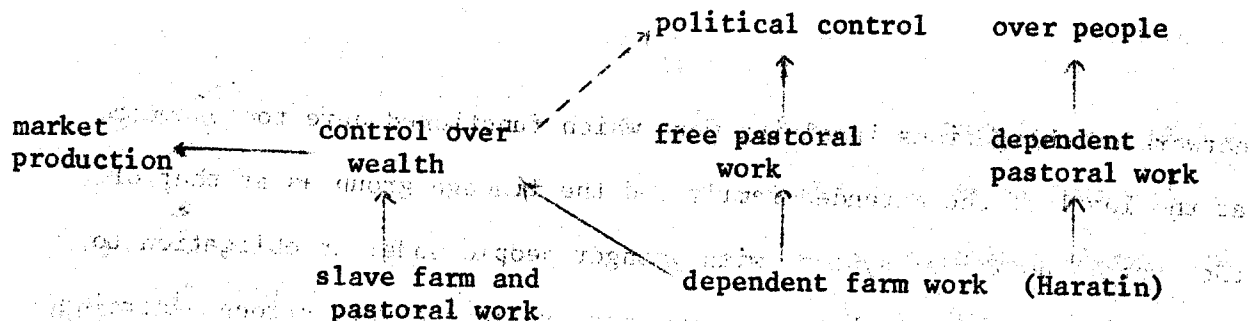 political control over people
market production
control over wealth
free pastoral work
dependent pastoral work
slave farm and pastoral work
dependent farm work (Haratin)